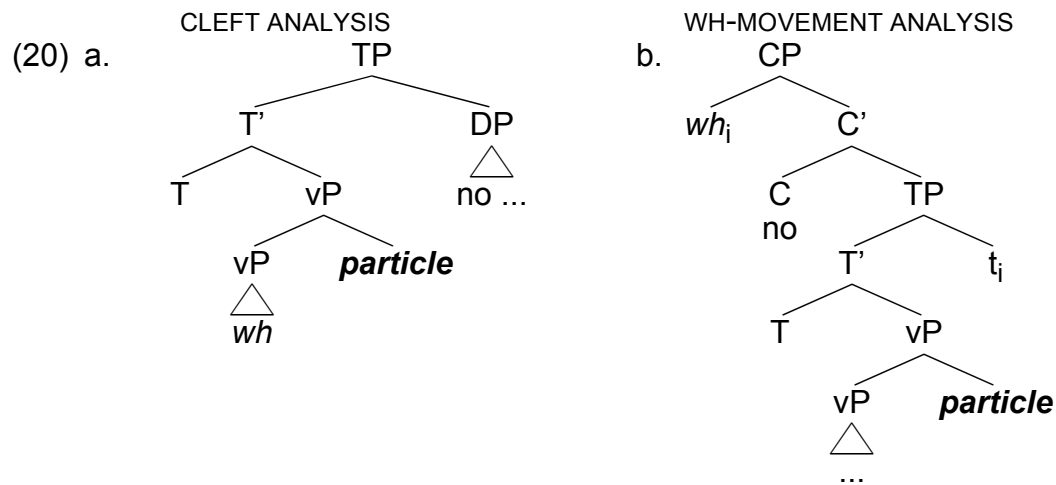 CLEFT ANALYSIS WH-MOVEMENT ANALYSIS
(20) a. TP b. CP
T’ DP whi C’
T vP no ... C TP
no
vP particle T’ ti
wh T vP
vP particle
...